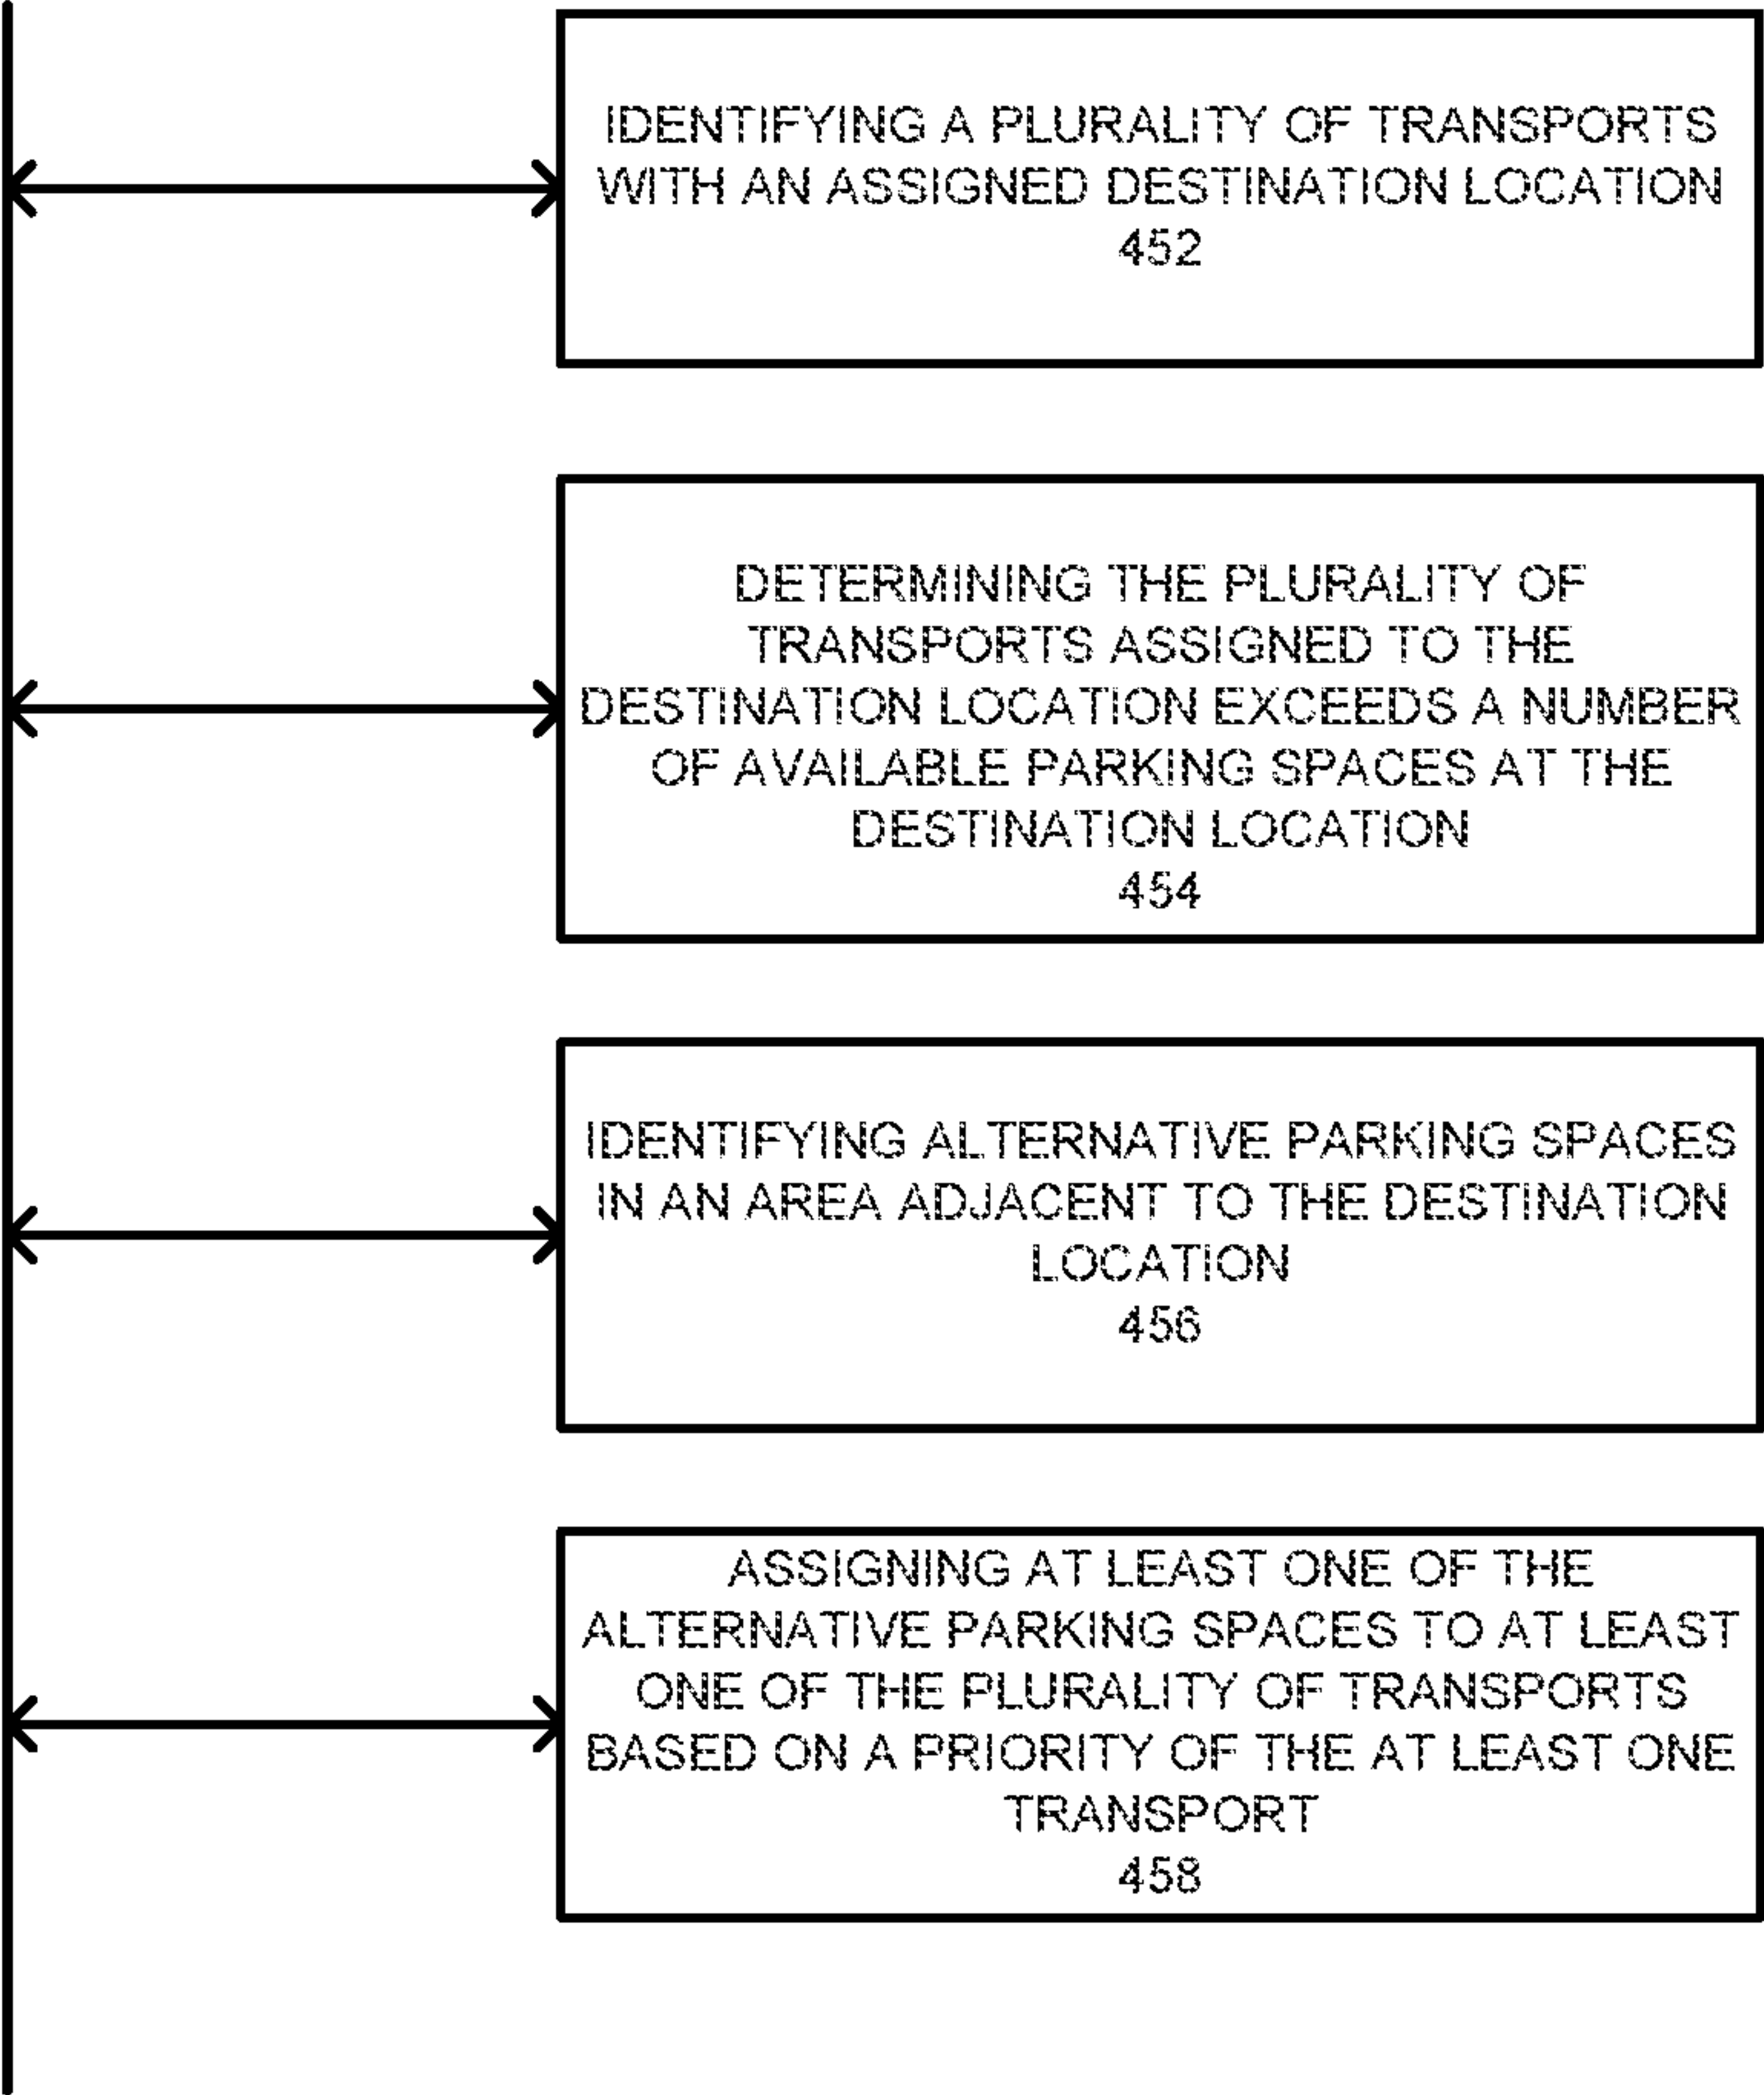 IDENTIFYING A PLURALITY OF TRANSPORTS
WITH AN ASSIGNED DESTINATION LOCATION
452
DETERMINING THE PLURALITY OF
TRANSPORTS ASSIGNED TO THE
DESTINATION LOCATION EXCEEDS A NUMBER
OF AVAILABLE PARKING SPACES AT THE
DESTINATION LOCATION
454
IDENTIFYING ALTERNATIVE PARKING SPACES
IN AN AREA ADJACENT TO THE DESTINATION
LOCATION
456
ASSIGNING AT LEAST ONE OF THE
ALTERNATIVE PARKING SPACES TO AT LEAST
ONE OF THE PLURALITY OF TRANSPORTS
BASED ON A PRIORITY OF THE AT LEAST ONE
TRANSPORT
458